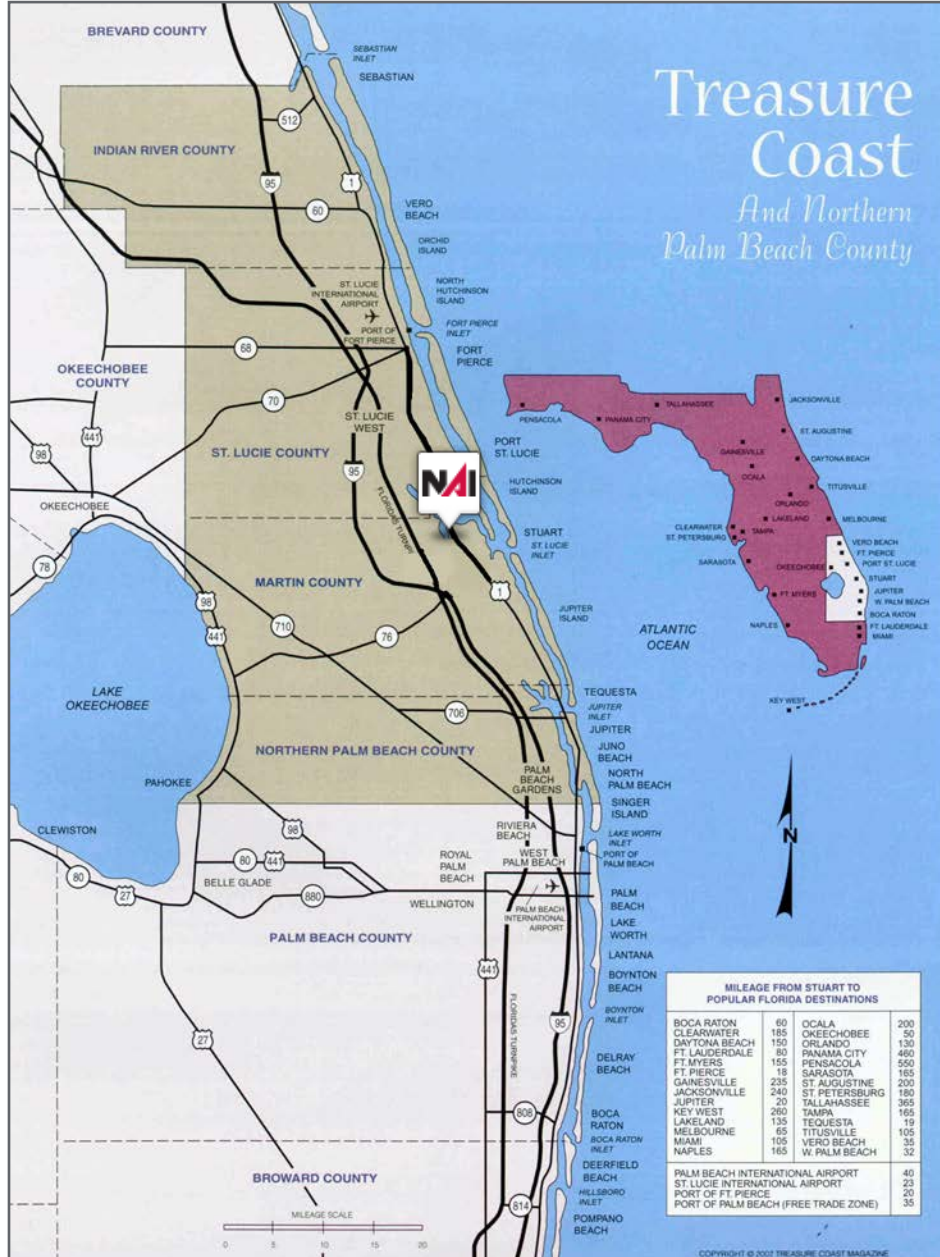 Treasure
Coast
And Northern
Palm Beach County
BREVARD COUNTY
SEBASTIAN
INLET
SEBASTIAN
512
INDIAN RIVER COUNTY
95
1
60
VERO
BEACH
ORCHID
ISLAND
ST. LUCIE
INTERNATIONAL
AIRPORT
NORTH
HUTCHINSON
ISLAND
PORT OF
FORT PIERCE
FORT PIERCE
INLET
68
FORT
PIERCE
OKEECHOBEE
COUNTY
70
441
98
ST. LUCIE
WEST
ST. LUCIE COUNTY
95
PORT
ST. LUCIE
NAI
HUTCHINSON
ISLAND
FLORIDAS TURNPI
OKEECHOBEE
STUART
ST. LUCIE
INLET
78
MARTIN COUNTY
98
441
1
710
76
JUPITER
ISLAND
LAKE
OKEECHOBEE
TEQUESTA
JUPITER
INLET
706
JUPITER
NORTHERN PALM BEACH COUNTY
JUNO
BEACH
PALM
BEACH
GARDENS
NORTH
PALM BEACH
PAHOKEE
SINGER
ISLAND
CLEWISTON
98
RIVIERA
BEACH
LAKE WORTH
INLET
80
441
ROYAL
PALM
BEACH
WEST
PALM BEACH
PORT OF
PALM BEACH
80
27
BELLE GLADE
880
WELLINGTON
PALM BEACH
INTERNATIONAL
AIRPORT
PALM
BEACH
LAKE
WORTH
PALM BEACH COUNTY
LANTANA
441
BOYNTON
BEACH
FLORIDAS TURNPIKE
95
BOYNTON
INLET
27
DELRAY
BEACH
808
BOCA
RATON
BOCA RATON
INLET
BROWARD COUNTY
DEERFIELD
BEACH
HILLSBORO
INLET
814
POMPANO
BEACH
MILEAGE SCALE
0 5 10 15 20
PENSACOLA
PANAMA CITY
TALLAHASSEE
JACKSONVILLE
ST. AUGUSTINE
GAINESVILLE
OCALA
DAYTONA BEACH
TITUSVILLE
ORLANDO
LAKELAND
MELBOURNE
CLEARWATER
TAMPA
ST. PETERSBURG
VERO BEACH
FT. PIERCE
PORT ST. LUCIE
OKEECHOBEE
SARASOTA
STUART
JUPITER
W. PALM BEACH
FT. MYERS
BOCA RATON
NAPLES
FT. LAUDERDALE
MIAMI
KEY WEST
ATLANTIC
OCEAN
N
MILEAGE FROM STUART TO
POPULAR FLORIDA DESTINATIONS
BOCA RATON 60 OCALA 200
CLEARWATER 185 OKEECHOBEE 50
DAYTONA BEACH 150 ORLANDO 130
FT. LAUDERDALE 80 PANAMA CITY 460
FT.MYERS 155 PENSACOLA 550
FT. PIERCE 18 SARASOTA 165
GAINESVILLE 235 ST. AUGUSTINE 200
JACKSONVILLE 240 ST. PETERSBURG 180
JUPITER 20 TALLAHASSEE 365
KEY WEST 260 TAMPA 165
LAKELAND 135 TEQUESTA 19
MELBOURNE 65 TITUSVILLE 105
MIAMI 105 VERO BEACH 35
NAPLES 165 W. PALM BEACH 32
PALM BEACH INTERNATIONAL AIRPORT 40
ST. LUCIE INTERNATIONAL AIRPORT 23
PORT OF FT. PIERCE 20
PORT OF PALM BEACH (FREE TRADE ZONE) 35
COPYRIGHT © 2002 TREASURE COAST MAGAZINE